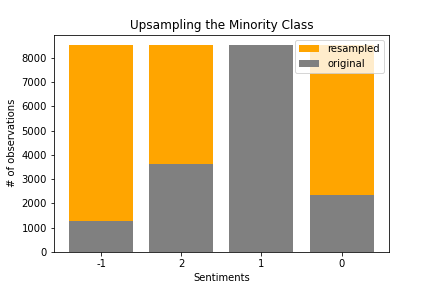 Upsampling the Minority Class
resampled
original
# of observations
8000
7000
6000
5000
4000
3000
2000
1000
0
-1 2 1 0
Sentiments